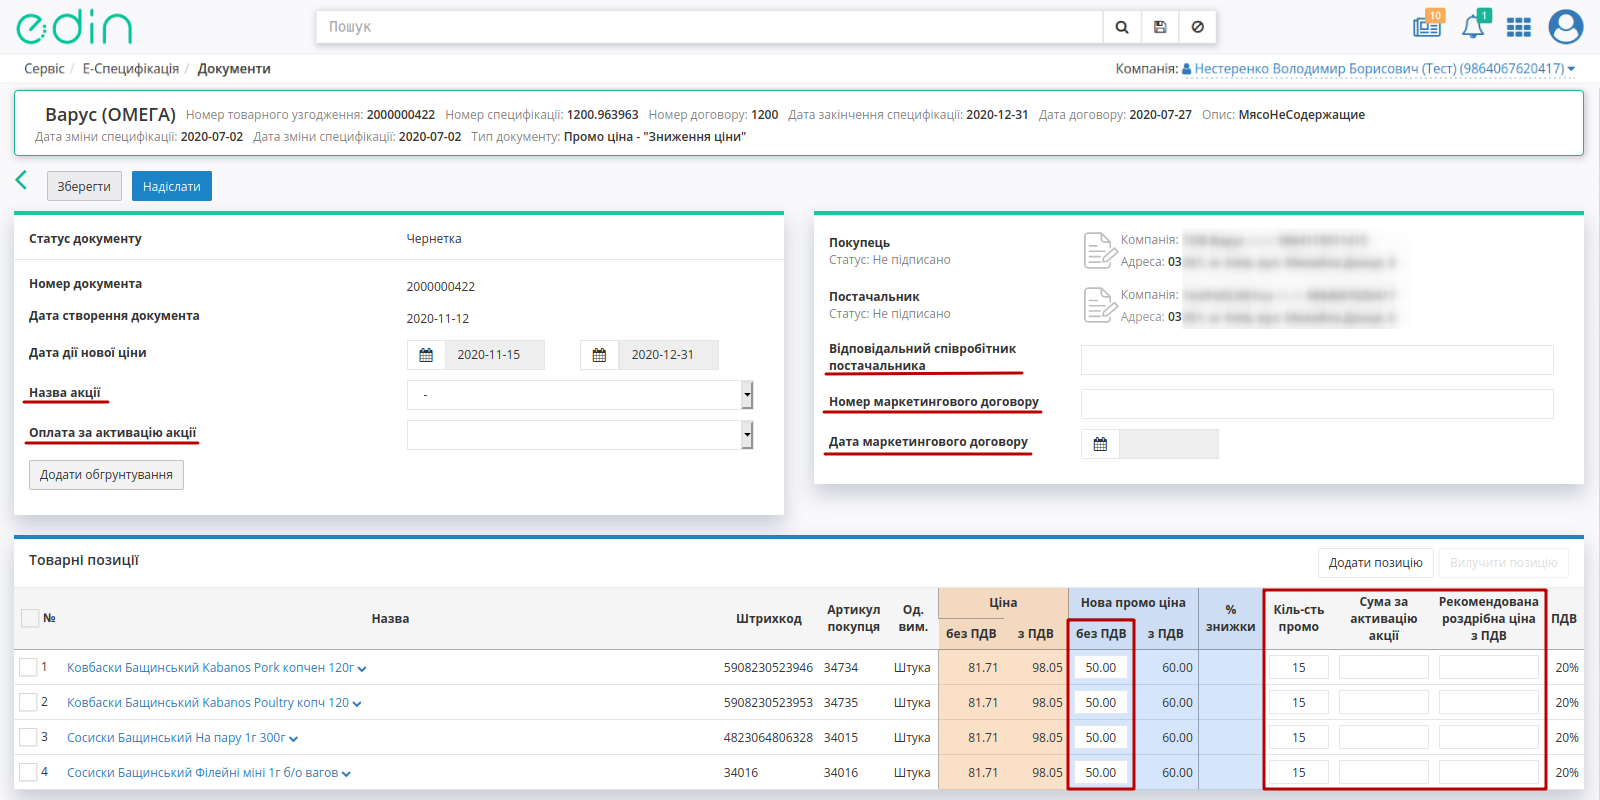 edin
Пошук
10
1
Сервіс / Е-Специфікація / Документи
Компанія: Нестеренко Володимир Борисович (Тест) (9864067620417)
Варус (ОМЕГА) Номер товарного узгодження: 2000000422 Номер специфікації: 1200.963963 Номер договору: 1200 Дата закінчення специфікації: 2020-12-31 Дата договору: 2020-07-27 Опис: МясоНеСодержащие
Дата зміни специфікації: 2020-07-02 Дата зміни специфікації: 2020-07-02 Тип документу: Промо ціна - "Зниження ціни"
Зберегти Надіслати
Статус документу Чернетка
Номер документа 2000000422
Дата створення документа 2020-11-12
Дата дії нової ціни 2020-11-15 2020-12-31
Назва акції -
Оплата за активацію акції
Додати обгрунтування
Покупець
Статус: Не підписано
Компанія:
Адреса: 03
Постачальник
Статус: Не підписано
Компанія:
Адреса: 03
Відповідальний співробітник
постачальника
Номер маркетингового договору
Дата маркетингового договору
Товарні позиції
Додати позицію Вилучити позицію
№ Назва Штрихкод Артикул покупця Од. вим. Ціна без ПДВ з ПДВ Нова промо ціна без ПДВ з ПДВ % знижки Кіль-сть промо Сума за активацію акції Рекомендована роздрібна ціна з ПДВ ПДВ
1 Ковбаски Бащинський Kabanos Pork копчен 120г 5908230523946 34734 Штука 81.71 98.05 50.00 60.00 15 20%
2 Ковбаски Бащинський Kabanos Poultry копч 120 5908230523953 34735 Штука 81.71 98.05 50.00 60.00 15 20%
3 Сосиски Бащинський На пару 1г 300г 4823064806328 34015 Штука 81.71 98.05 50.00 60.00 15 20%
4 Сосиски Бащинський Філейні міні 1г б/о вагов 34016 34016 Штука 81.71 98.05 50.00 60.00 15 20%